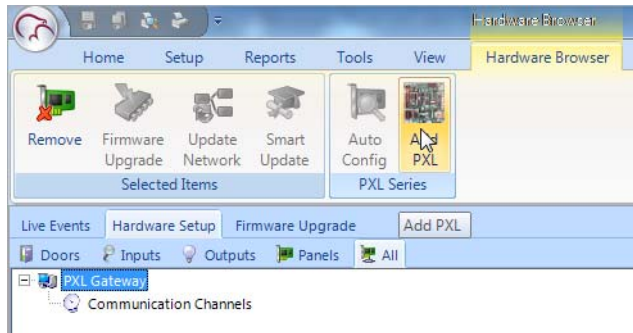 Hardware Browser
Home Setup Reports Tools View Hardware Browser
Remove Firmware Upgrade Update Network Smart Update Auto Config Add PXL
Selected Items PXL Series
Live Events Hardware Setup Firmware Upgrade Add PXL
Doors Inputs Outputs Panels All
PXL Gateway
Communication Channels